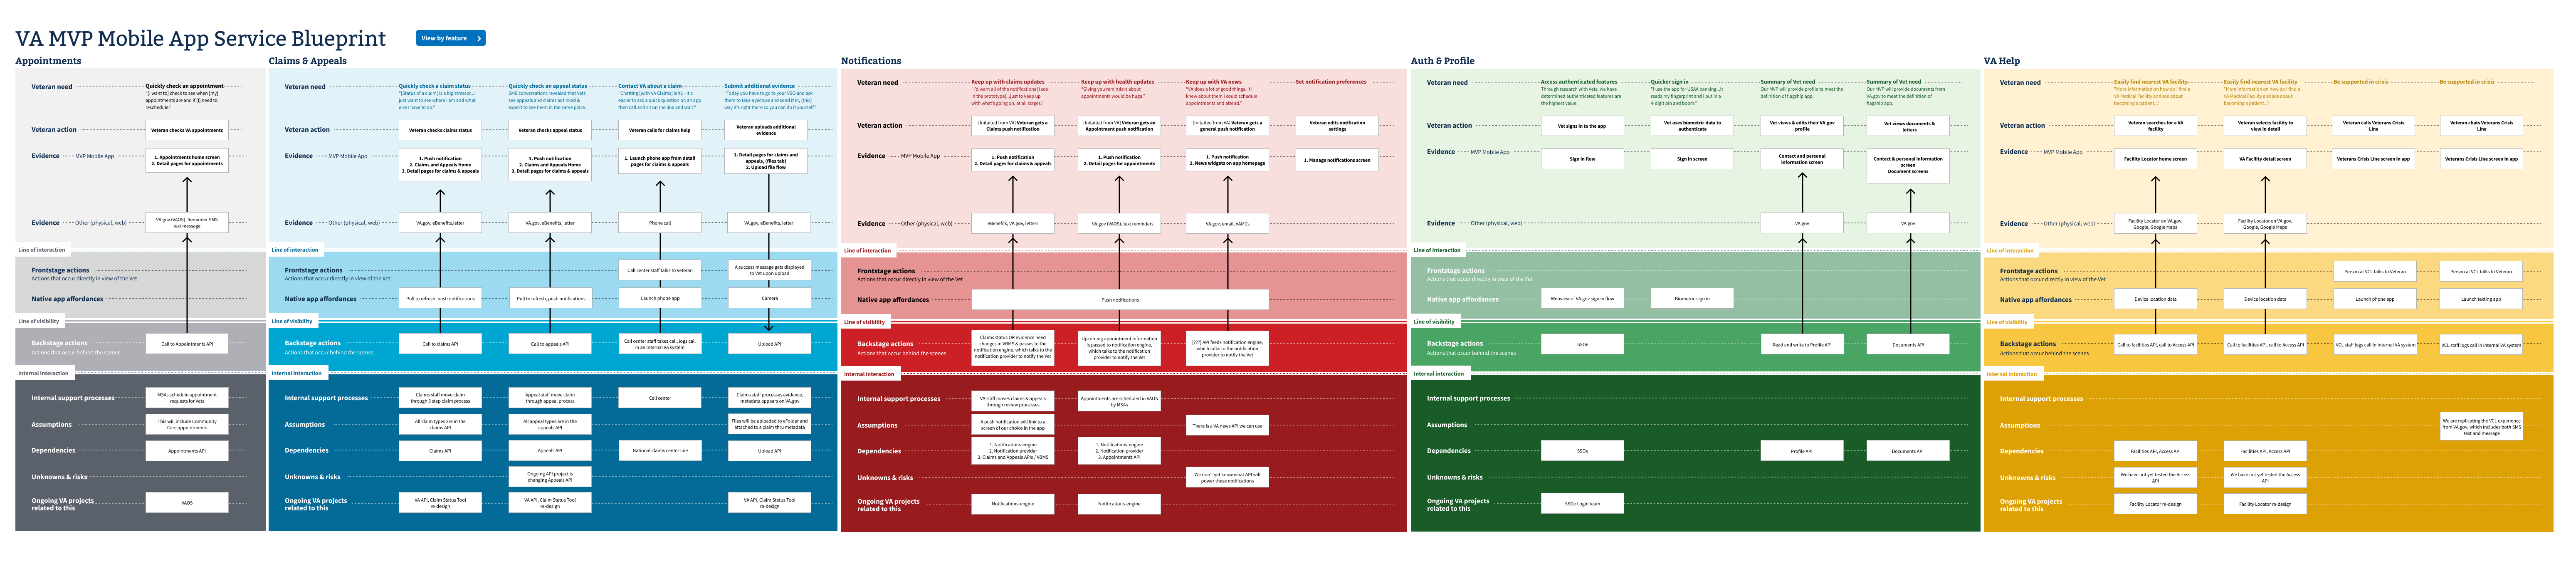 VA MVP Mobile App Service Blueprint
View by feature
Appointments
Veteran need
Quickly check an appointment
"[I want to] check to see when [my]
appointments are and if [I] need to
reschedule."
Veteran action
Veteran checks VA appointments
Evidence
MVP Mobile App
1. Appointments home screen
2. Detail pages for appointments
Evidence
Other (physical, web)
VA.gov (VAOS), Reminder SMS
text message
Line of interaction
Frontstage actions
Actions that occur directly in view of the Vet
Native app affordances
Line of visibility
Backstage actions
Actions that occur behind the scenes
Call to Appointments API
Internal interaction
Internal support processes
MSAs schedule appointment
requests for Vets
Assumptions
This will include Community
Care appointments
Dependencies
Appointments API
Unknowns & risks
Ongoing VA projects
related to this
VAOS
Claims & Appeals
Veteran need
Quickly check a claim status
"[Status of a claim] is a big stressor...I
just want to see where I am and what
else I have to do."
Quickly check an appeal status
SME conversations revealed that Vets
see appeals and claims as linked &
expect to see them in the same place.
Contact VA about a claim
"Chatting [with VA Claims] is #1 - it's
easier to ask a quick question on an app
then call and sit on the line and wait."
Submit additional evidence
"Today you have to go to your VSO and ask
them to take a picture and send it in, [this]
way it's right there so you can do it yourself"
Veteran action
Veteran checks claims status
Veteran checks appeal status
Veteran calls for claims help
Veteran uploads additional
evidence
Evidence
MVP Mobile App
1. Push notification
2. Claims and Appeals Home
3. Detail pages for claims & appeals
1. Push notification
2. Claims and Appeals Home
3. Detail pages for claims & appeals
1. Launch phone app from detail
pages for claims & appeals
1. Detail pages for claims and
appeals, (files tab)
2. Upload file flow
Evidence
Other (physical, web)
VA.gov, eBenefits,letter
VA.gov, eBenefits, letter
Phone call
VA.gov, eBenefits, letter
Line of interaction
Frontstage actions
Actions that occur directly in view of the Vet
Call center staff talks to Veteran
A success message gets displayed
to Vet upon upload
Native app affordances
Pull to refresh, push notifications
Pull to refresh, push notifications
Launch phone app
Camera
Line of visibility
Backstage actions
Actions that occur behind the scenes
Call to claims API
Call to appeals API
Call center staff takes call, logs call
in an internal VA system
Upload API
Internal interaction
Internal support processes
Claims staff move claim
through 5 step claim process
Appeal staff move claim
through appeal process
Call center
Claims staff processes evidence,
metadata appears on VA.gov
Assumptions
All claim types are in the
claims API
All appeal types are in the
appeals API
Files will be uploaded to eFolder and
attached to a claim thru metadata
Dependencies
Claims API
Appeals API
National claims center line
Upload API
Unknowns & risks
Ongoing API project is
changing Appeals API
Ongoing VA projects
related to this
VA API, Claim Status Tool
re-design
VA API, Claim Status Tool
re-design
VA API, Claim Status Tool
re-design
Notifications
Veteran need
Keep up with claims updates
"I'd want all of the notifications [I see
in the prototype]...just to keep up
with what's going on, at all stages."
Keep up with health updates
"Giving you reminders about
appointments would be huge."
Keep up with VA news
"VA does a lot of good things. If I
knew about them I could schedule
appointments and attend."
Set notification preferences
Veteran action
[Initaited from VA] Veteran gets a
Claims push notification
[Initaited from VA] Veteran gets an
Appointment push notification
[Initaited from VA] Veteran gets a
general push notification
Veteran edits notification
settings
Evidence
MVP Mobile App
1. Push notification
2. Detail pages for claims & appeals
1. Push notification
2. Detail pages for appointments
1. Push notification
1. News widgets on app homepage
1. Manage notifications screen
Evidence
Other (physical, web)
eBenefits, VA.gov, letters
VA.gov (VAOS), text reminders
VA.gov, email, VAMCs
Line of interaction
Frontstage actions
Actions that occur directly in view of the Vet
Native app affordances
Push notifications
Line of visibility
Backstage actions
Actions that occur behind the scenes
Claims status OR evidence need
changes in VBMS & passes to the
notification engine, which talks to the
notification provider to notify the Vet
Upcoming appointment information
is passed to notification engine,
which talks to the notification
provider to notify the Vet
[???] API feeds notification engine,
which talks to the notification
provider to notify the Vet
Internal interaction
Internal support processes
VA staff moves claims & appeals
through review processes
Appointments are scheduled in VAOS
by MSAs
Assumptions
A push notification will link to a
screen of our choice in the app
There is a VA news API we can use
Dependencies
1. Notifications engine
2. Notification provider
3. Claims and Appeals APIs / VBMS
1. Notifications engine
2. Notification provider
3. Appointments API
Unknowns & risks
We don't yet know what API will
power these notifications
Ongoing VA projects
related to this
Notifications engine
Notifications engine
Auth & Profile
Veteran need
Access authenticated features
Through research with Vets, we have
determined authenticated features are
the highest value.
Quicker sign in
"I use the app for USAA banking...it
reads my fingerprint and I put in a
4-digit pin and boom."
Summary of Vet need
Our MVP will provide profile to meet the
definition of flagship app.
Summary of Vet need
Our MVP will provide documents from
VA.gov to meet the definition of
flagship app.
Veteran action
Vet signs in to the app
Vet uses biometric data to
authenticate
Vet views & edits their VA.gov
profile
Vet views documents &
letters
Evidence
MVP Mobile App
Sign in flow
Sign in screen
Contact and personal
information screen
Contact & personal information
screen
Document screens
Evidence
Other (physical, web)
VA.gov
VA.gov
Line of interaction
Frontstage actions
Actions that occur directly in view of the Vet
Native app affordances
Webview of VA.gov sign in flow
Biometric sign in
Line of visibility
Backstage actions
Actions that occur behind the scenes
SSOe
Read and write to Profile API
Documents API
Internal interaction
Internal support processes
Assumptions
Dependencies
SSOe
Profile API
Documents API
Unknowns & risks
Ongoing VA projects
related to this
SSOe Login team
VA Help
Veteran need
Easily find nearest VA facility
"More information on how do I find a
VA Medical Facility and see about
becoming a patient..."
Easily find nearest VA facility
"More information on how do I find a
VA Medical Facility and see about
becoming a patient..."
Be supported in crisis
Be supported in crisis
Veteran action
Veteran searches for a VA
facility
Veteran selects facility to
view in detail
Veteran calls Veterans Crisis
Line
Veteran chats Veterans Crisis
Line
Evidence
MVP Mobile App
Facility Locator home screen
VA Facility detail screen
Veterans Crisis Line screen in app
Veterans Crisis Line screen in app
Evidence
Other (physical, web)
Facility Locator on VA.gov,
Google, Google Maps
Facility Locator on VA.gov,
Google, Google Maps
Line of interaction
Frontstage actions
Actions that occur directly in view of the Vet
Person at VCL talks to Veteran
Person at VCL talks to Veteran
Native app affordances
Device location data
Device location data
Launch phone app
Launch texting app
Line of visibility
Backstage actions
Actions that occur behind the scenes
Call to facilities API, call to Access API
Call to facilities API, call to Access API
VCL staff logs call in internal VA system
VCL staff logs call in internal VA system
Internal interaction
Internal support processes
Assumptions
We are replicating the VCL experience
from VA.gov, which includes both SMS
text and message
Dependencies
Facilities API, Access API
Facilities API, Access API
Unknowns & risks
We have not yet tested the Access
API
We have not yet tested the Access
API
Ongoing VA projects
related to this
Facility Locator re-design
Facility Locator re-design